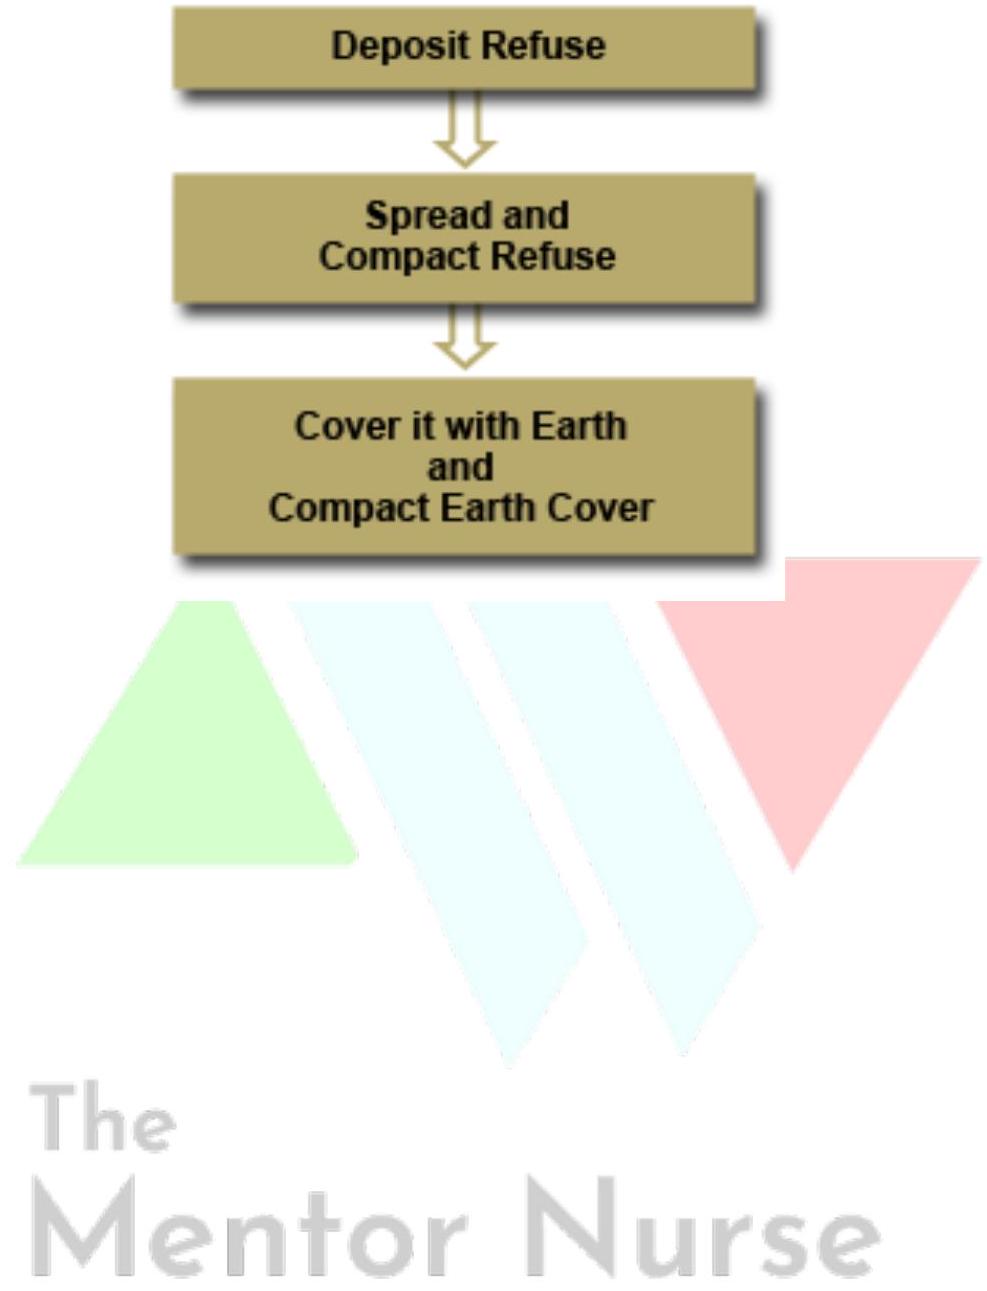 Deposit Refuse
Spread and
Compact Refuse
Cover it with Earth
and
Compact Earth Cover
The
Mentor Nurse